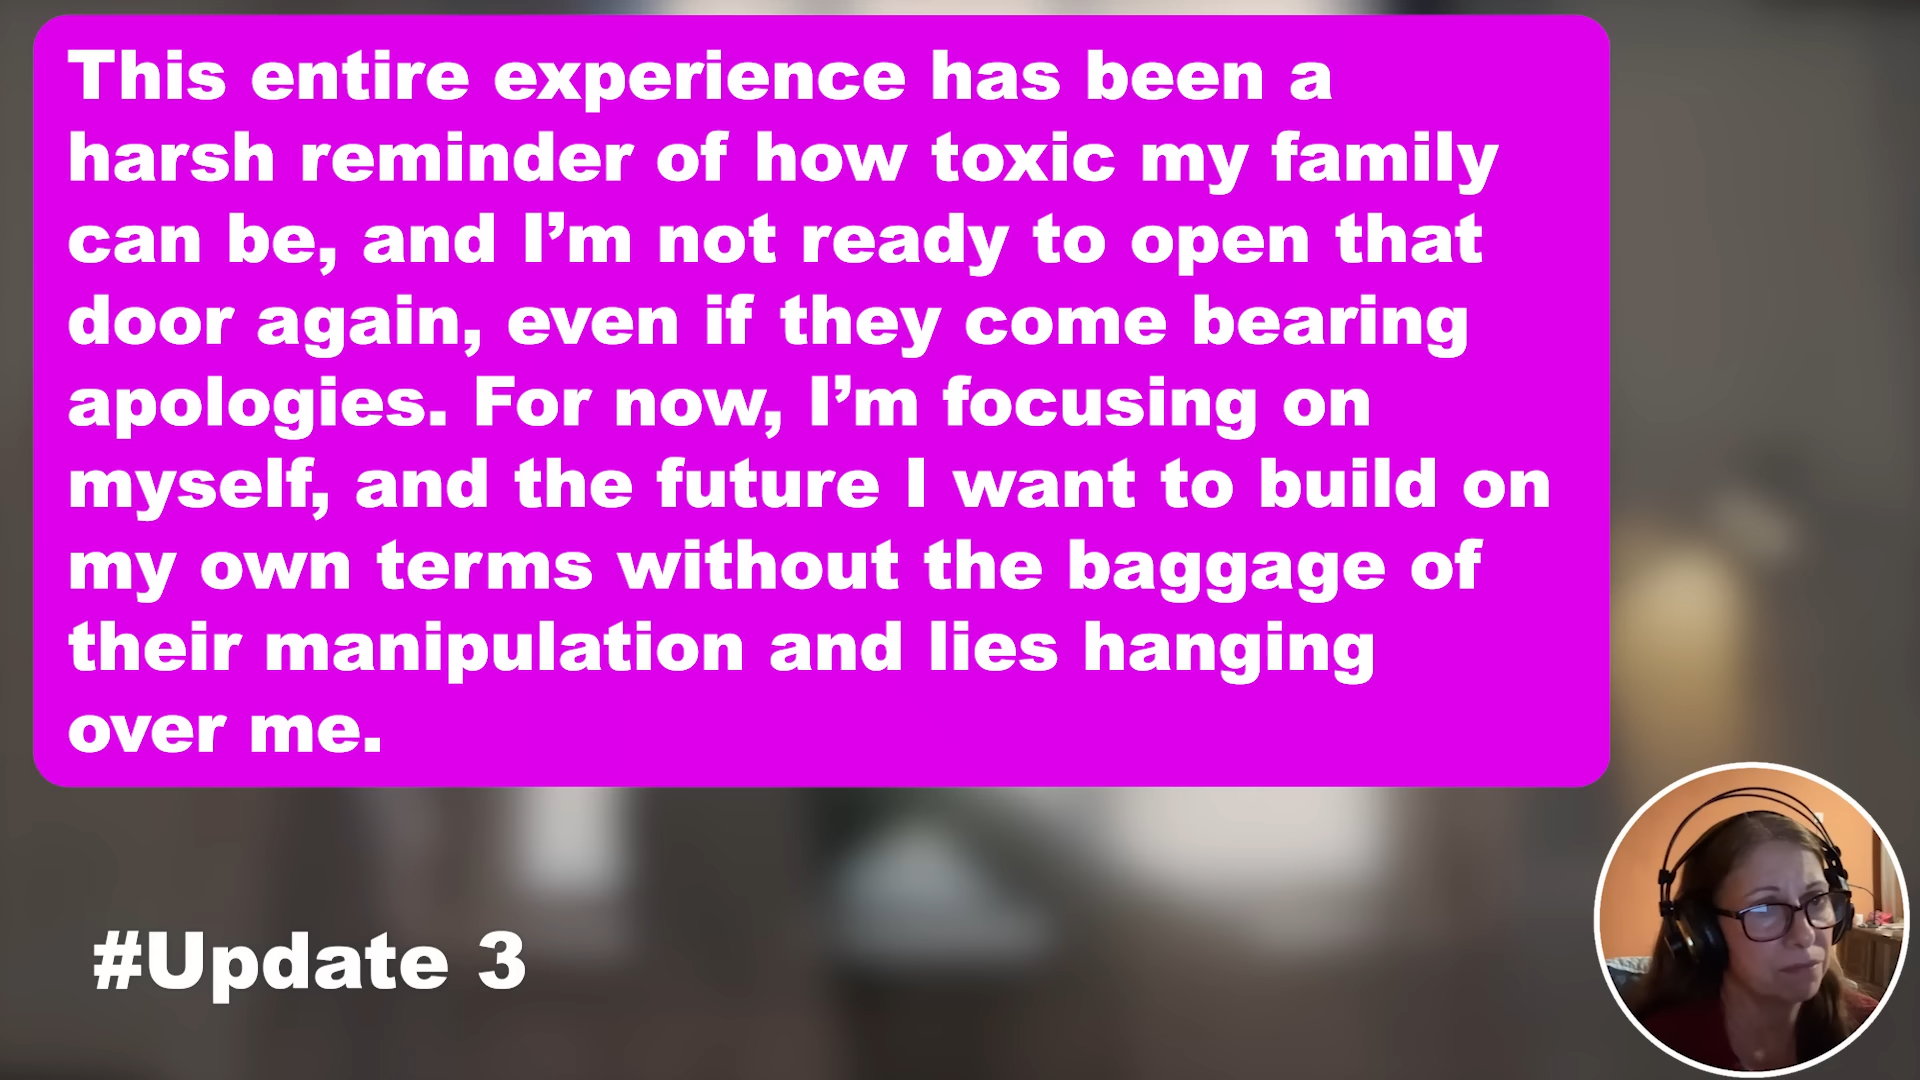 This entire experience has been a
harsh reminder of how toxic my family
can be, and I’m not ready to open that
door again, even if they come bearing
apologies. For now, I’m focusing on
myself, and the future I want to build on
my own terms without the baggage of
their manipulation and lies hanging
over me.
#Update 3